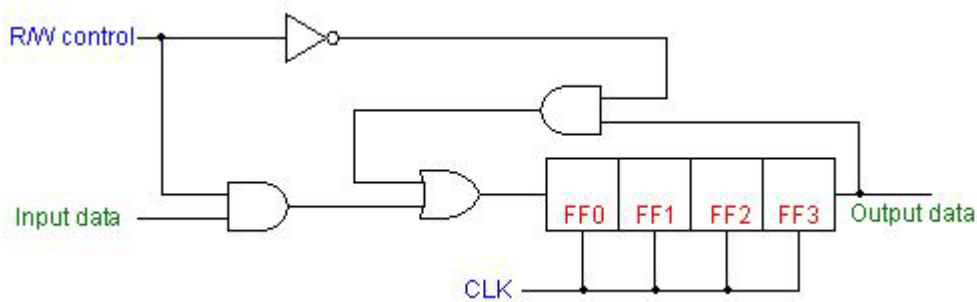 R/W control
Input data
FF0 FF1 FF2 FF3
Output data
CLK